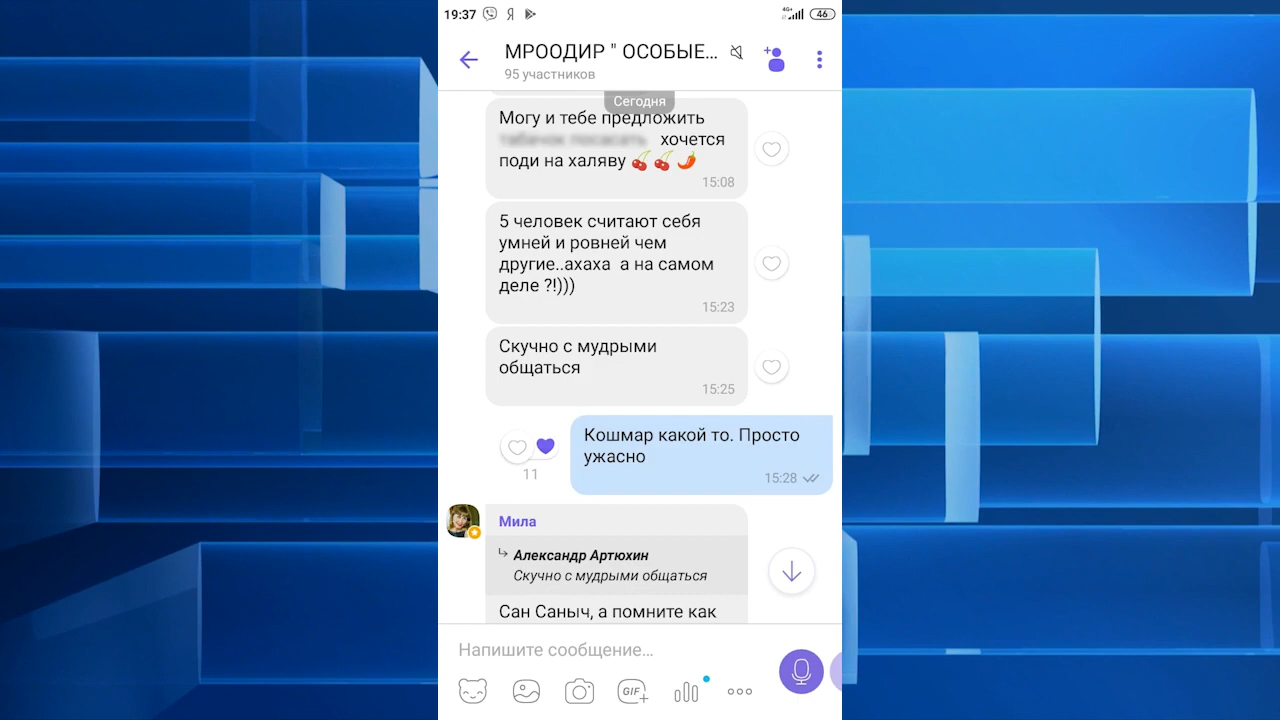 19:37
4G+
46
МРООДИР " ОСОБЫЕ...
95 участников
Сегодня
Могу и тебе предложить
хочется
поди на халяву 🍒🍒🌶️
15:08
5 человек считают себя
умней и ровней чем
другие..ахаха а на самом
деле ?!)))
15:23
Скучно с мудрыми
общаться
15:25
Кошмар какой то. Просто
ужасно
15:28
11
Мила
Александр Артюхин
Скучно с мудрыми общаться
Сан Саныч, а помните как
Напишите сообщение...
GIF